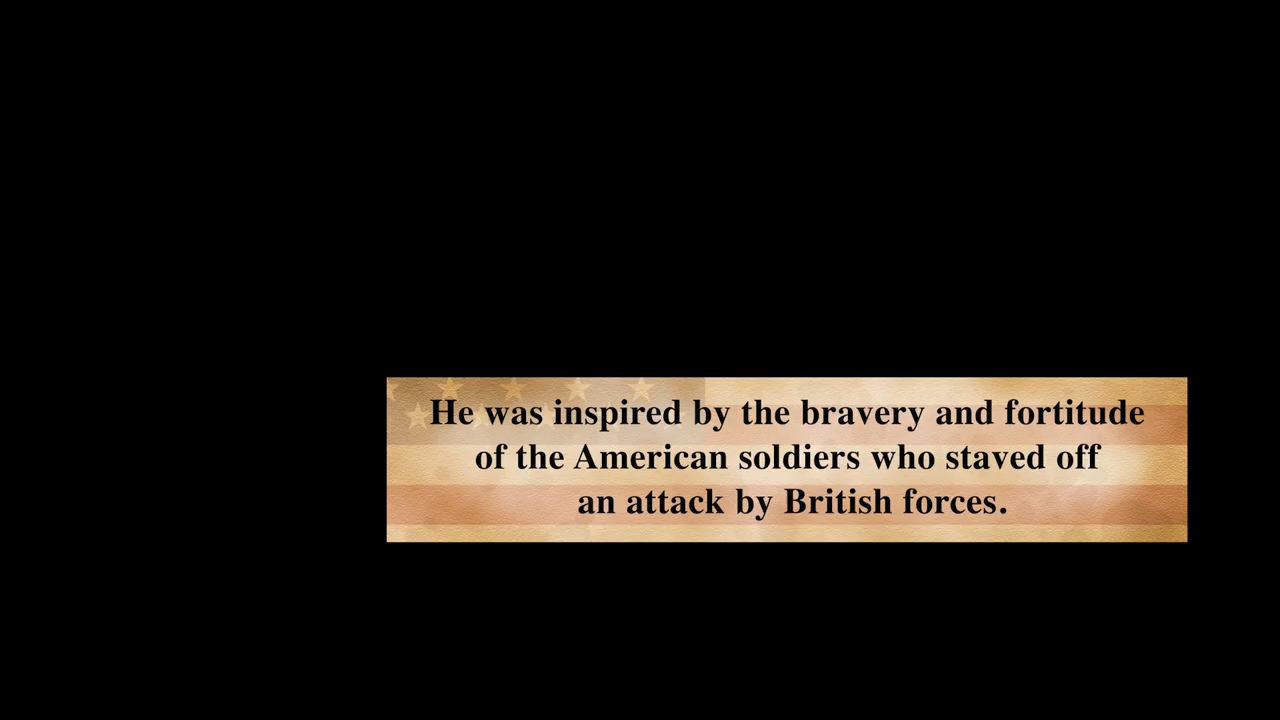 He was inspired by the bravery and fortitude
of the American soldiers who staved off
an attack by British forces.